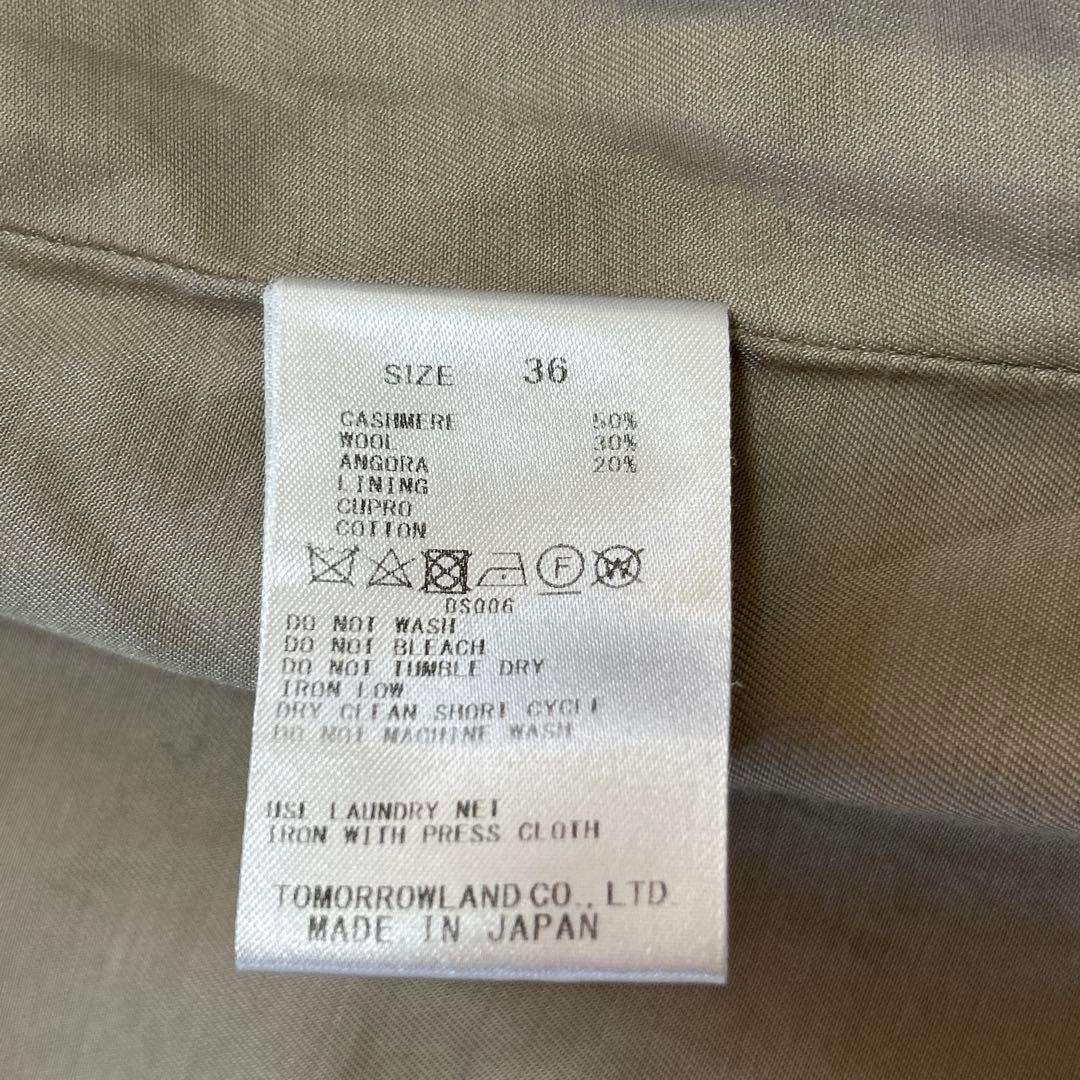 SIZE 36
CASHMERE 50%
WOOL 30%
ANGORA 20%
LINING
CUPRO
COTTON
F W
DS006
DO NOT WASH
DO NOT BLEACH
DO NOT TUMBLE DRY
IRON LOW
DRY CLEAN SHORT CYCLE
DO NOT MACHINE WASH
USE LAUNDRY NET
IRON WITH PRESS CLOTH
TOMORROWLAND CO., LTD.
MADE IN JAPAN